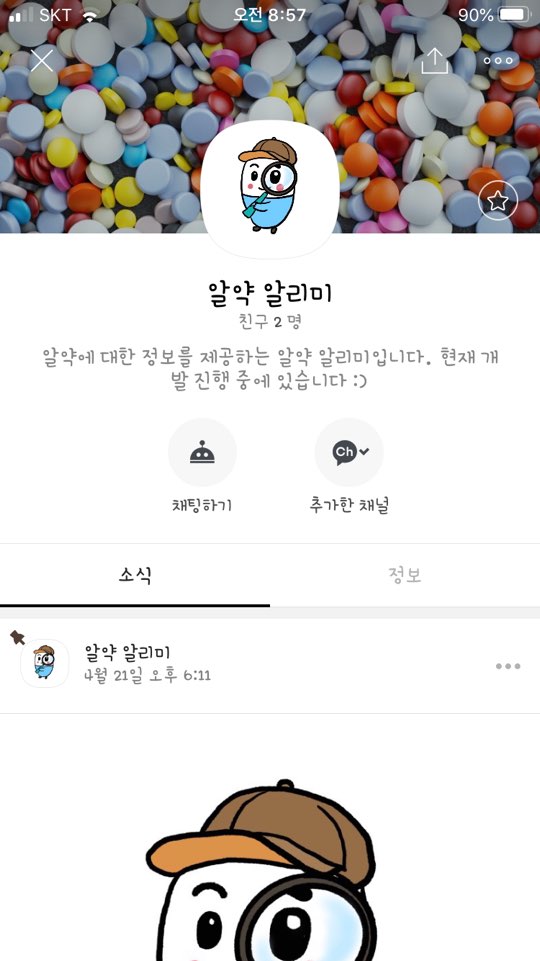 SKT 오전 8:57 90%
알약 알리미
친구 2 명
알약에 대한 정보를 제공하는 알약 알리미입니다. 현재 개
발 진행 중에 있습니다 :)
Ch
채팅하기 추가한 채널
소식 정보
알약 알리미
4월 21일 오후 6:11